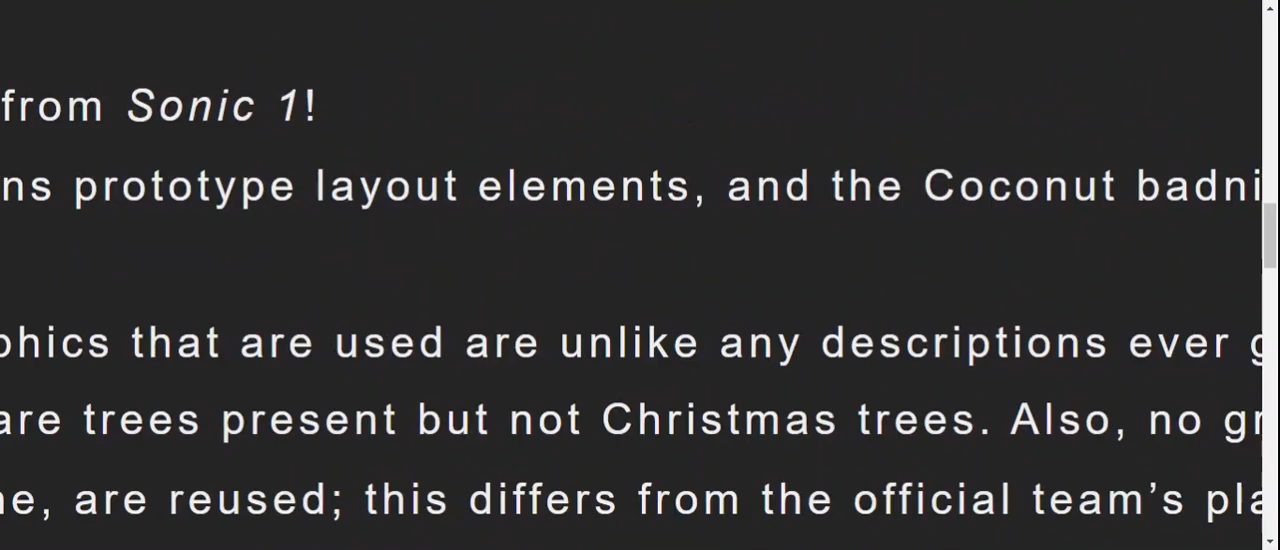 from Sonic 1!
ns prototype layout elements, and the Coconut badni
phics that are used are unlike any descriptions ever g
are trees present but not Christmas trees. Also, no gr
ne, are reused; this differs from the official team’s pla